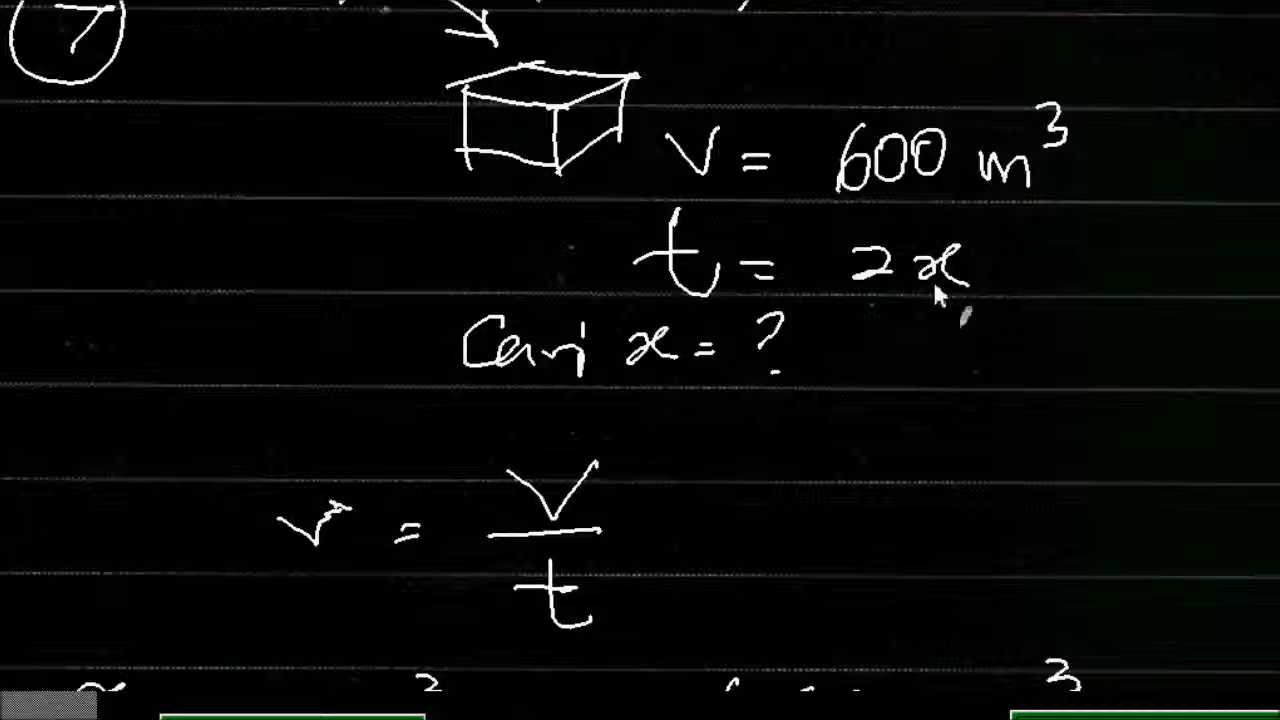 7
V = 600 m³
t = 2x
Cari x = ?
v = V / t